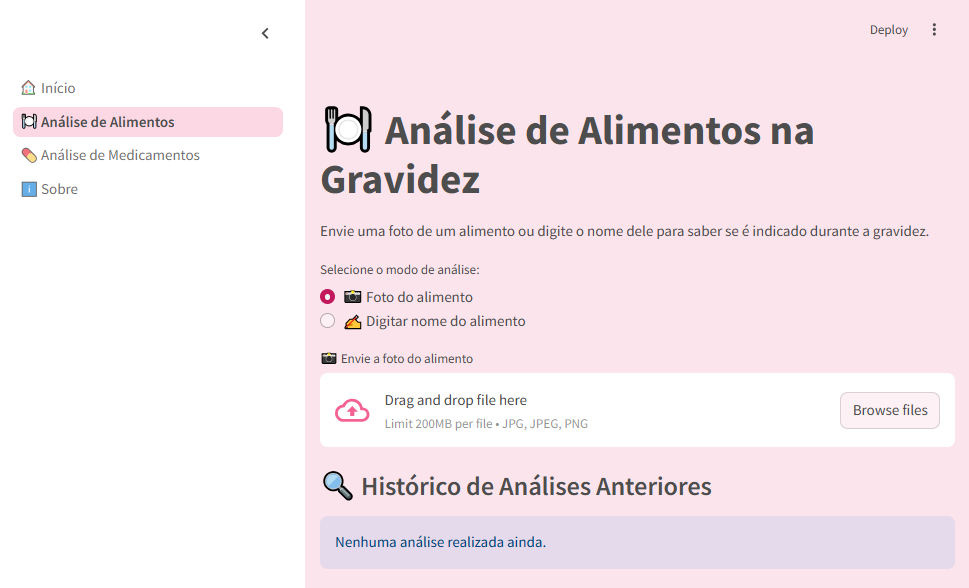 Início
Análise de Alimentos
Análise de Medicamentos
Sobre
Deploy
Análise de Alimentos na
Gravidez
Envie uma foto de um alimento ou digite o nome dele para saber se é indicado durante a gravidez.
Selecione o modo de análise:
Foto do alimento
Digitar nome do alimento
Envie a foto do alimento
Drag and drop file here
Limit 200MB per file • JPG, JPEG, PNG
Browse files
Histórico de Análises Anteriores
Nenhuma análise realizada ainda.